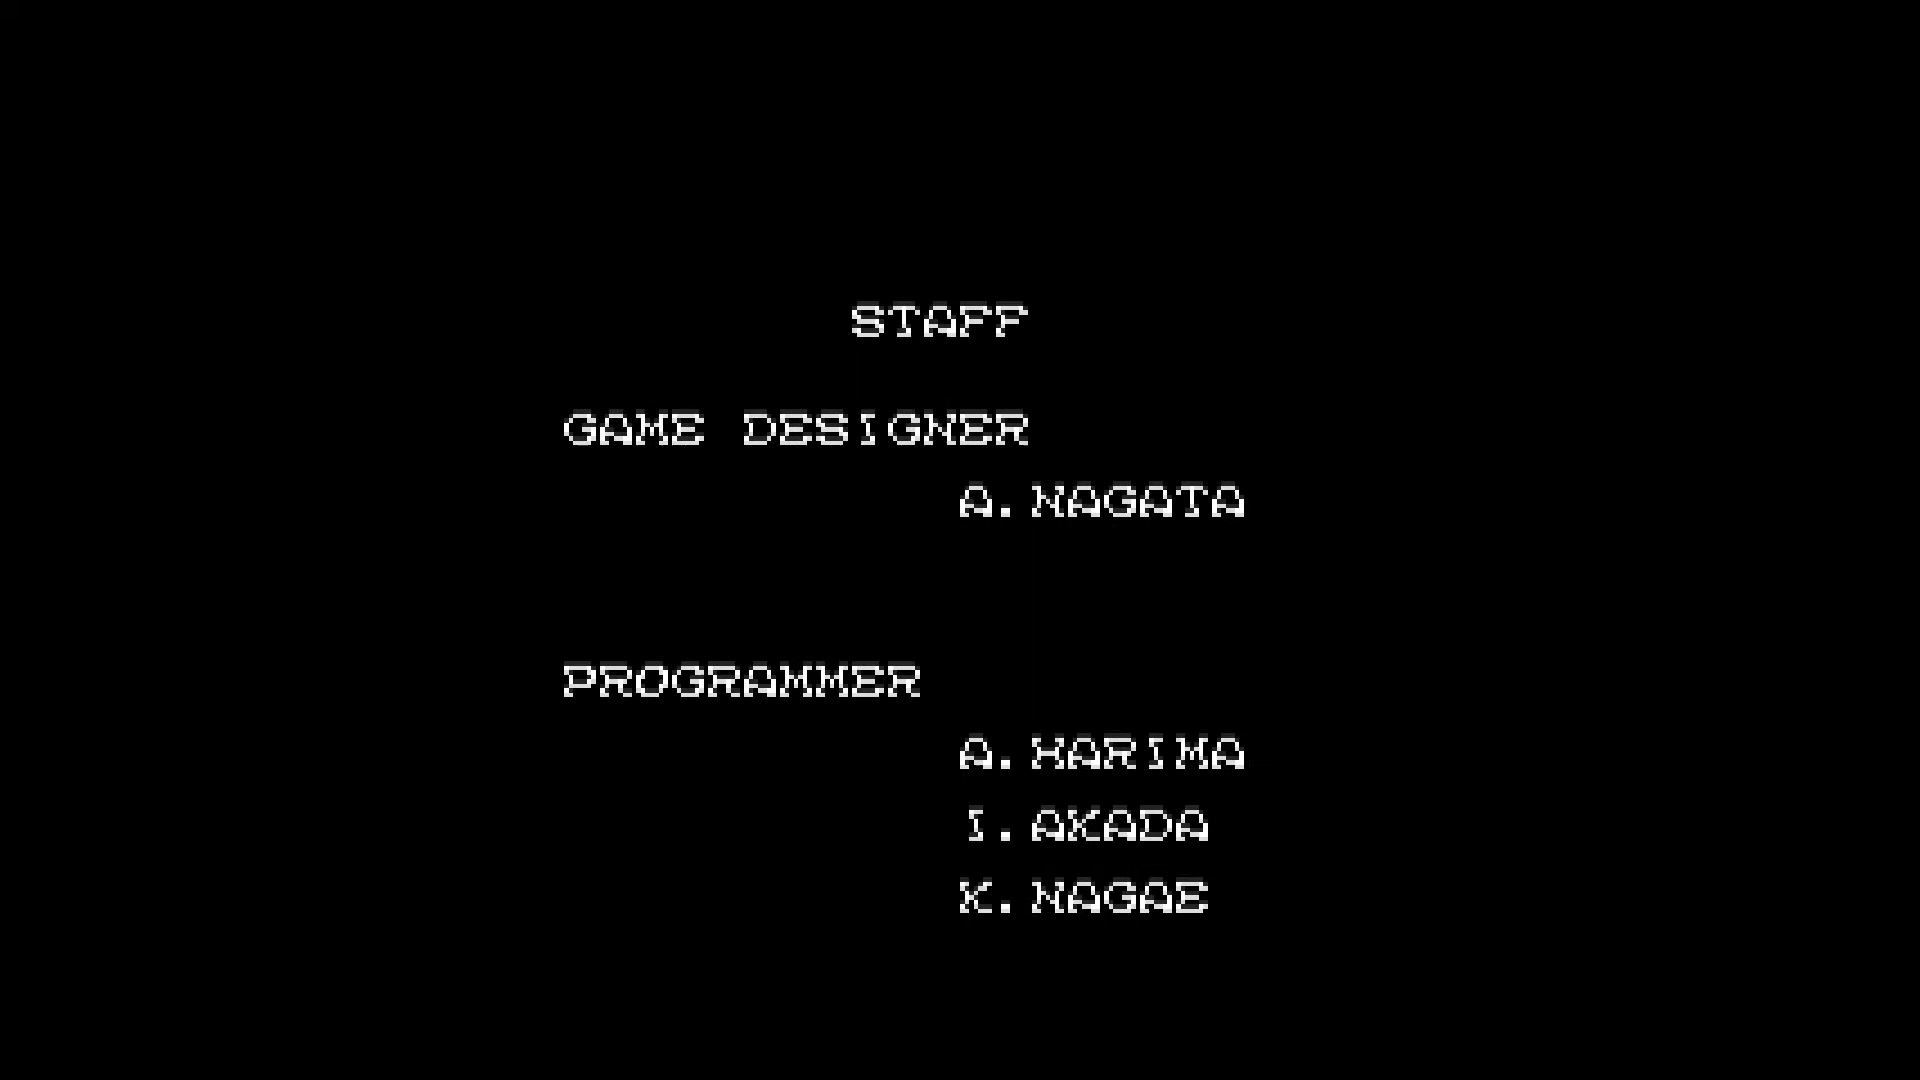 STAFF
GAME DESIGNER
A.NAGATA
PROGRAMMER
A.HARIMA
I.AKADA
K.NAGAE